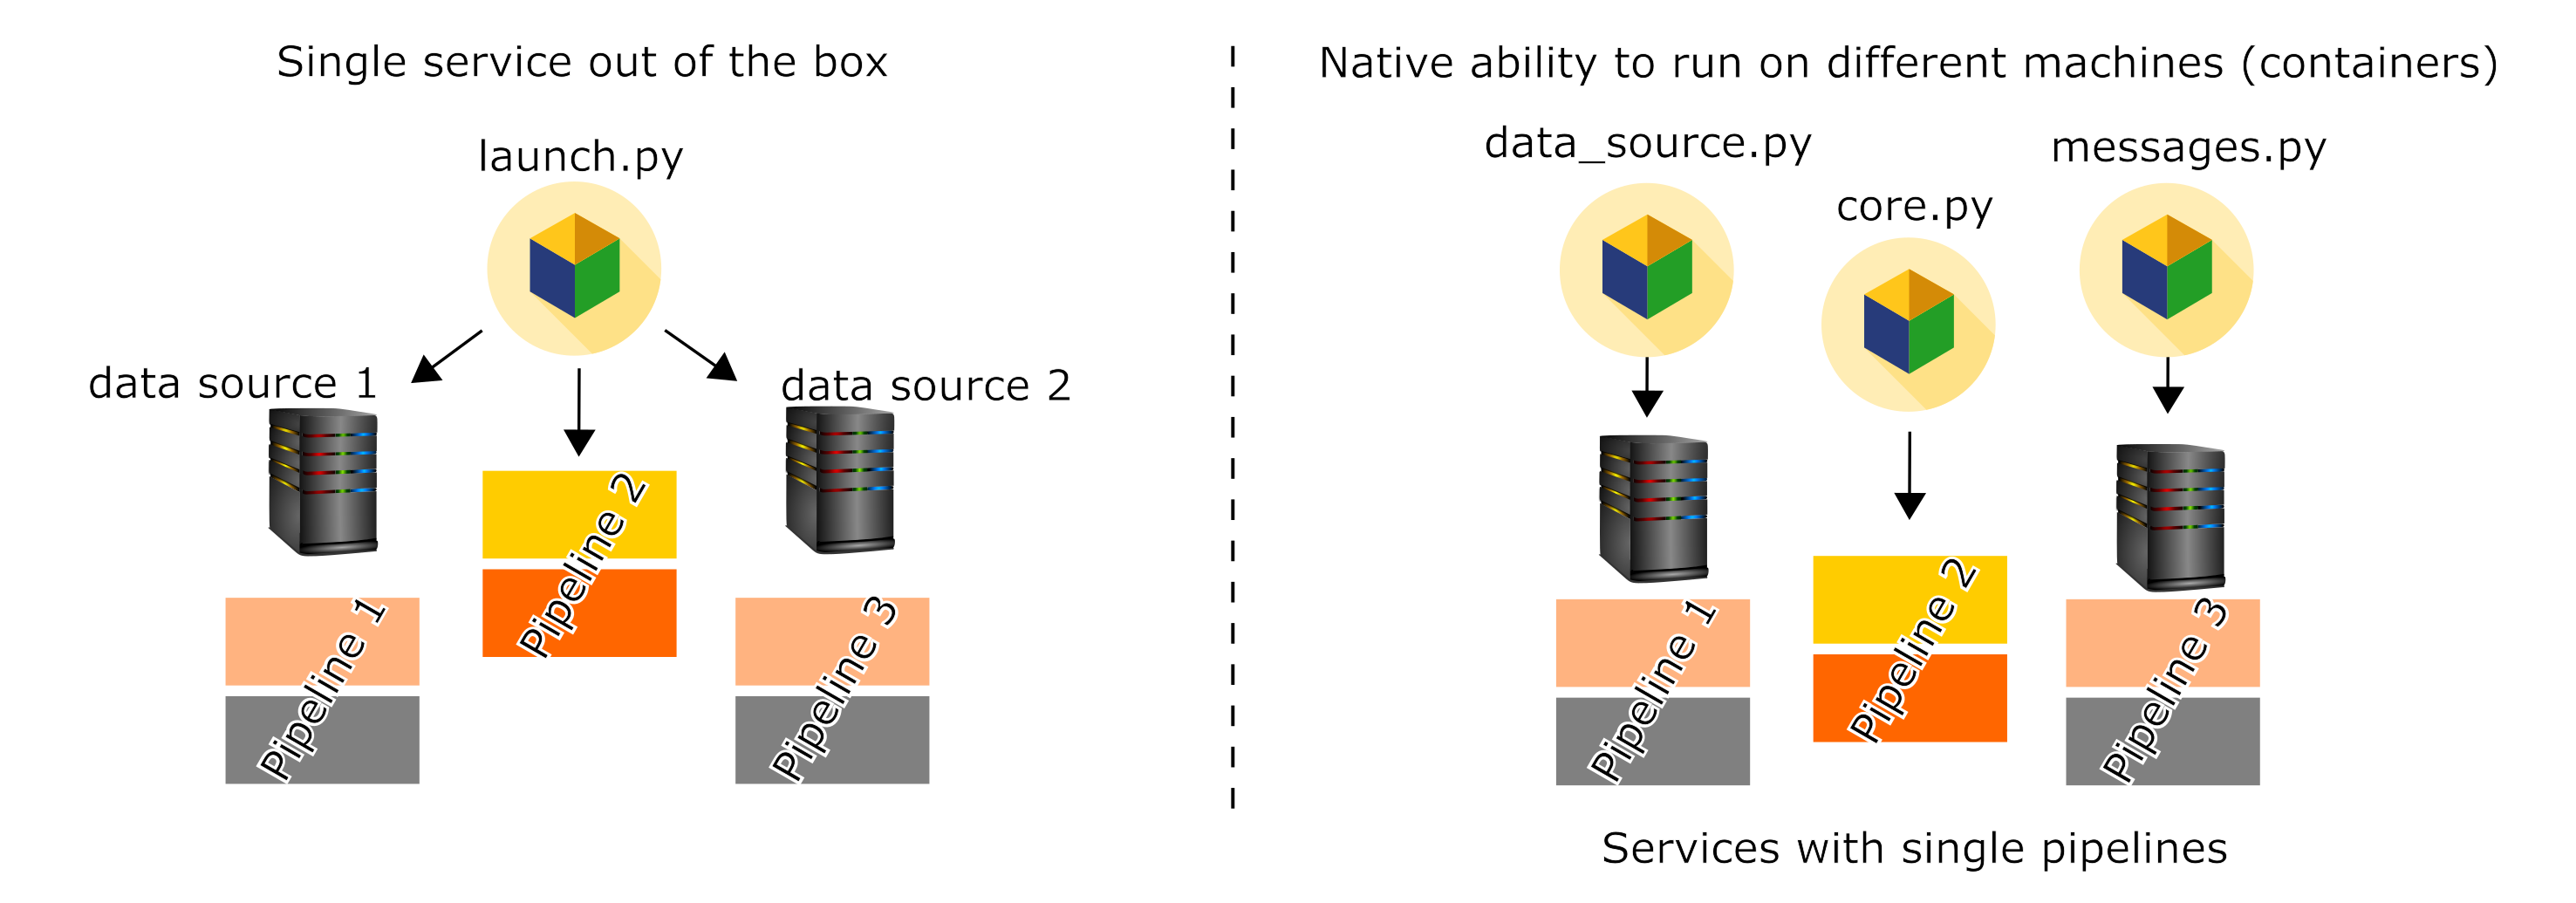 Single service out of the box
launch.py
data source 1
data source 2
Pipeline 1
Pipeline 2
Pipeline 3
Native ability to run on different machines (containers)
data_source.py
core.py
messages.py
Pipeline 1
Pipeline 2
Pipeline 3
Services with single pipelines